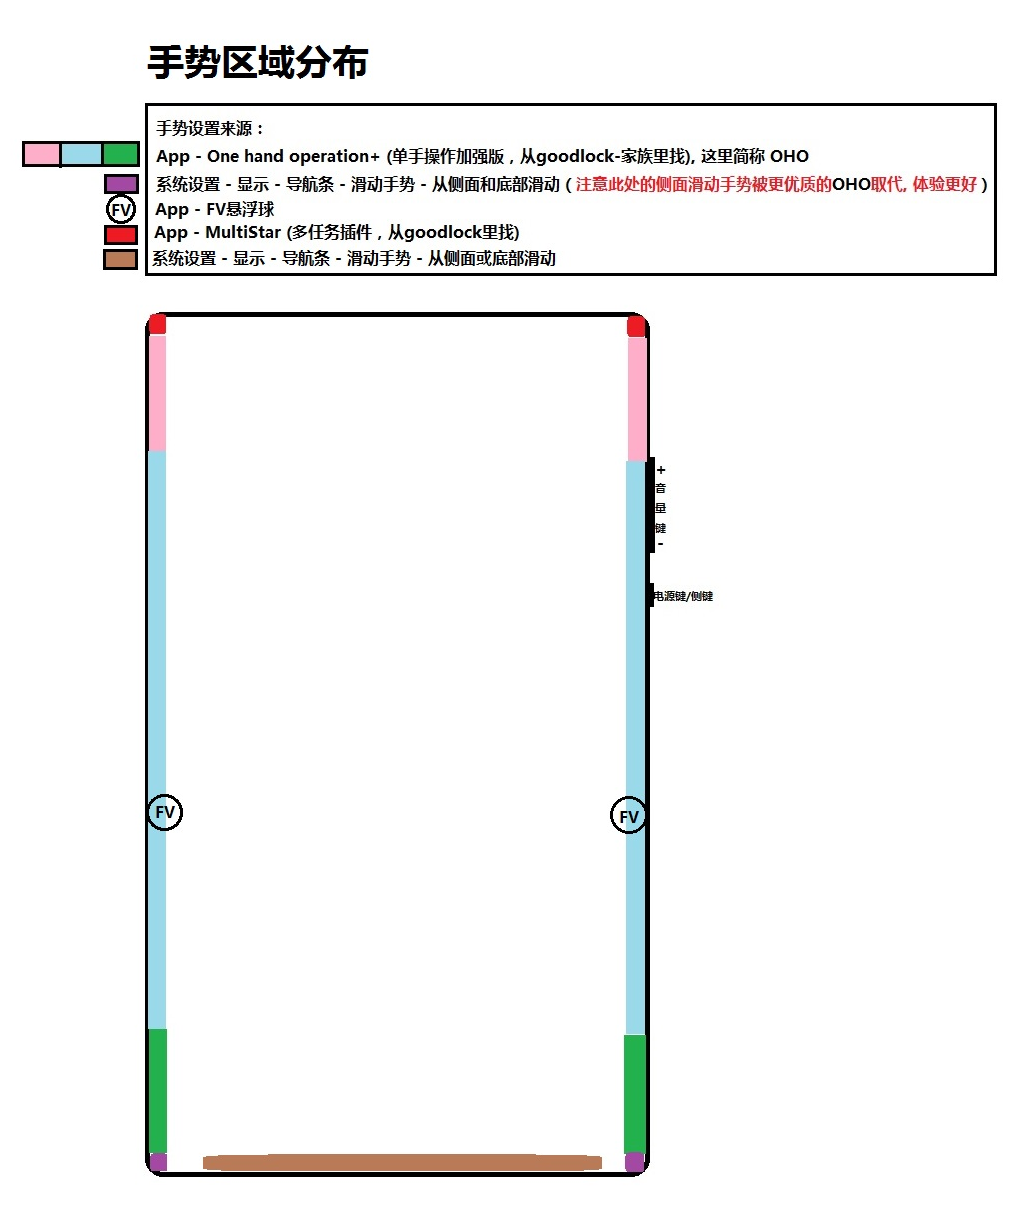 手势区域分布
手势设置来源：
App - One hand operation+ (单手操作加强版，从goodlock-家族里找), 这里简称 OHO
系统设置 - 显示 - 导航条 - 滑动手势 - 从侧面和底部滑动（注意此处的侧面滑动手势被更优质的OHO取代, 体验更好）
FV
App - FV悬浮球
App - MultiStar (多任务插件，从goodlock里找)
系统设置 - 显示 - 导航条 - 滑动手势 - 从侧面或底部滑动
+
音
量
键
-
电源键/侧键
FV
FV